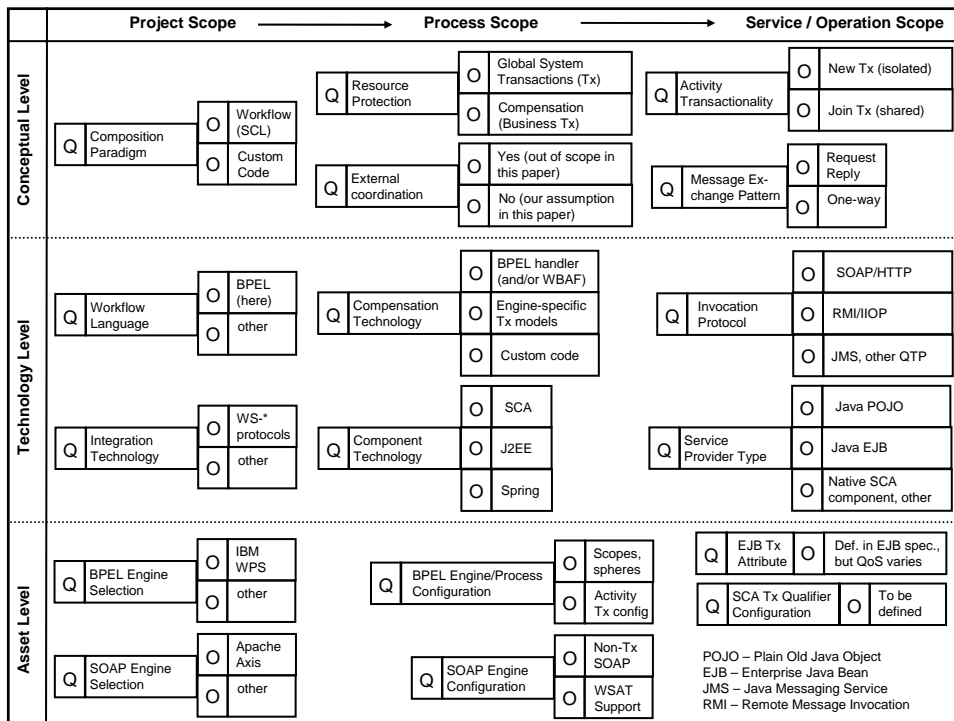 Project Scope
Process Scope
Service / Operation Scope
Conceptual Level
Q
Composition
Paradigm
O
Workflow
(SCL)
O
Custom
Code
Q
Resource
Protection
O
Global System
Transactions (Tx)
O
Compensation
(Business Tx)
Q
External
coordination
O
Yes (out of scope in
this paper)
O
No (our assumption
in this paper)
Q
Activity
Transactionality
O
New Tx (isolated)
O
Join Tx (shared)
Q
Message Ex-
change Pattern
O
Request
Reply
O
One-way
Technology Level
Q
Workflow
Language
O
BPEL
(here)
O
other
Q
Integration
Technology
O
WS-*
protocols
O
other
Q
Compensation
Technology
O
BPEL handler
(and/or WBAF)
O
Engine-specific
Tx models
O
Custom code
Q
Component
Technology
O
SCA
O
J2EE
O
Spring
Q
Invocation
Protocol
O
SOAP/HTTP
O
RMI/IIOP
O
JMS, other QTP
Q
Service
Provider Type
O
Java POJO
O
Java EJB
O
Native SCA
component, other
Asset Level
Q
BPEL Engine
Selection
O
IBM
WPS
O
other
Q
SOAP Engine
Selection
O
Apache
Axis
O
other
Q
BPEL Engine/Process
Configuration
O
Scopes,
spheres
O
Activity
Tx config
Q
SOAP Engine
Configuration
O
Non-Tx
SOAP
O
WSAT
Support
Q
EJB Tx
Attribute
O
Def. in EJB spec.,
but QoS varies
Q
SCA Tx Qualifier
Configuration
O
To be
defined
POJO – Plain Old Java Object
EJB – Enterprise Java Bean
JMS – Java Messaging Service
RMI – Remote Message Invocation